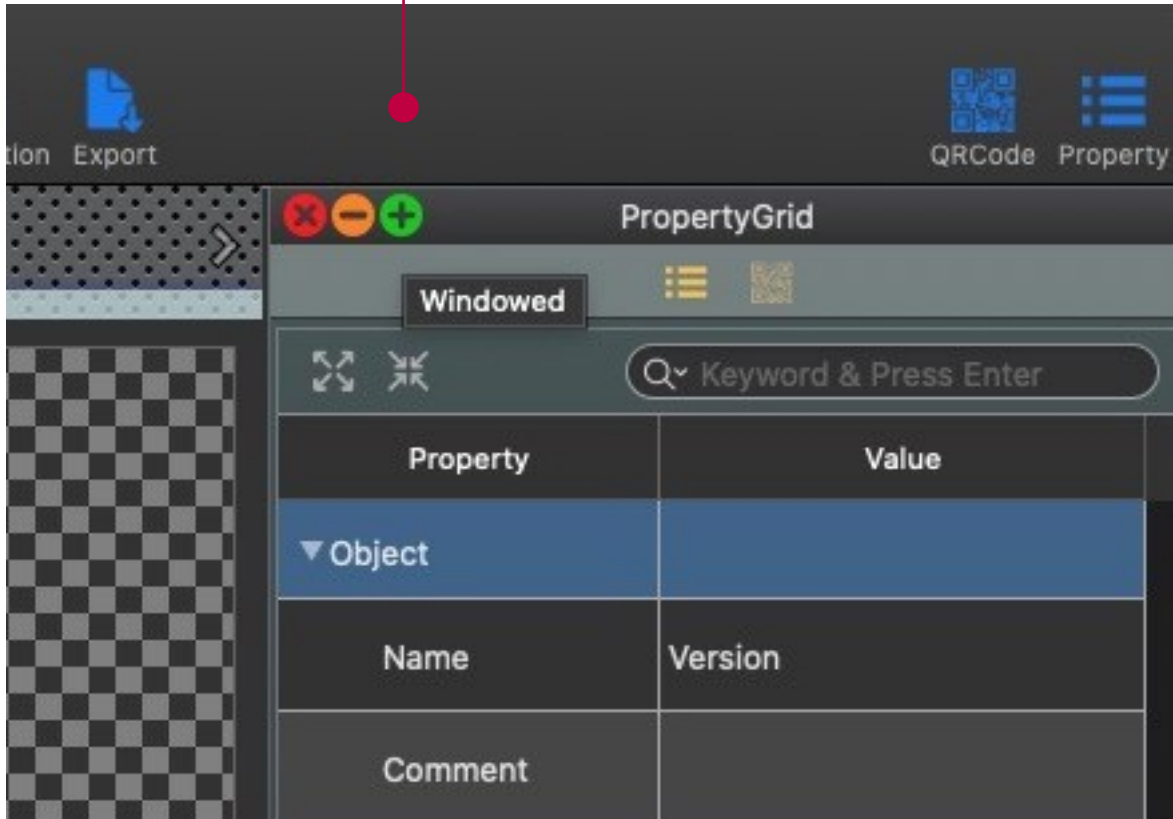 tion Export
QRCode Property
PropertyGrid
Windowed
Keyword & Press Enter
Property Value
Object
Name Version
Comment